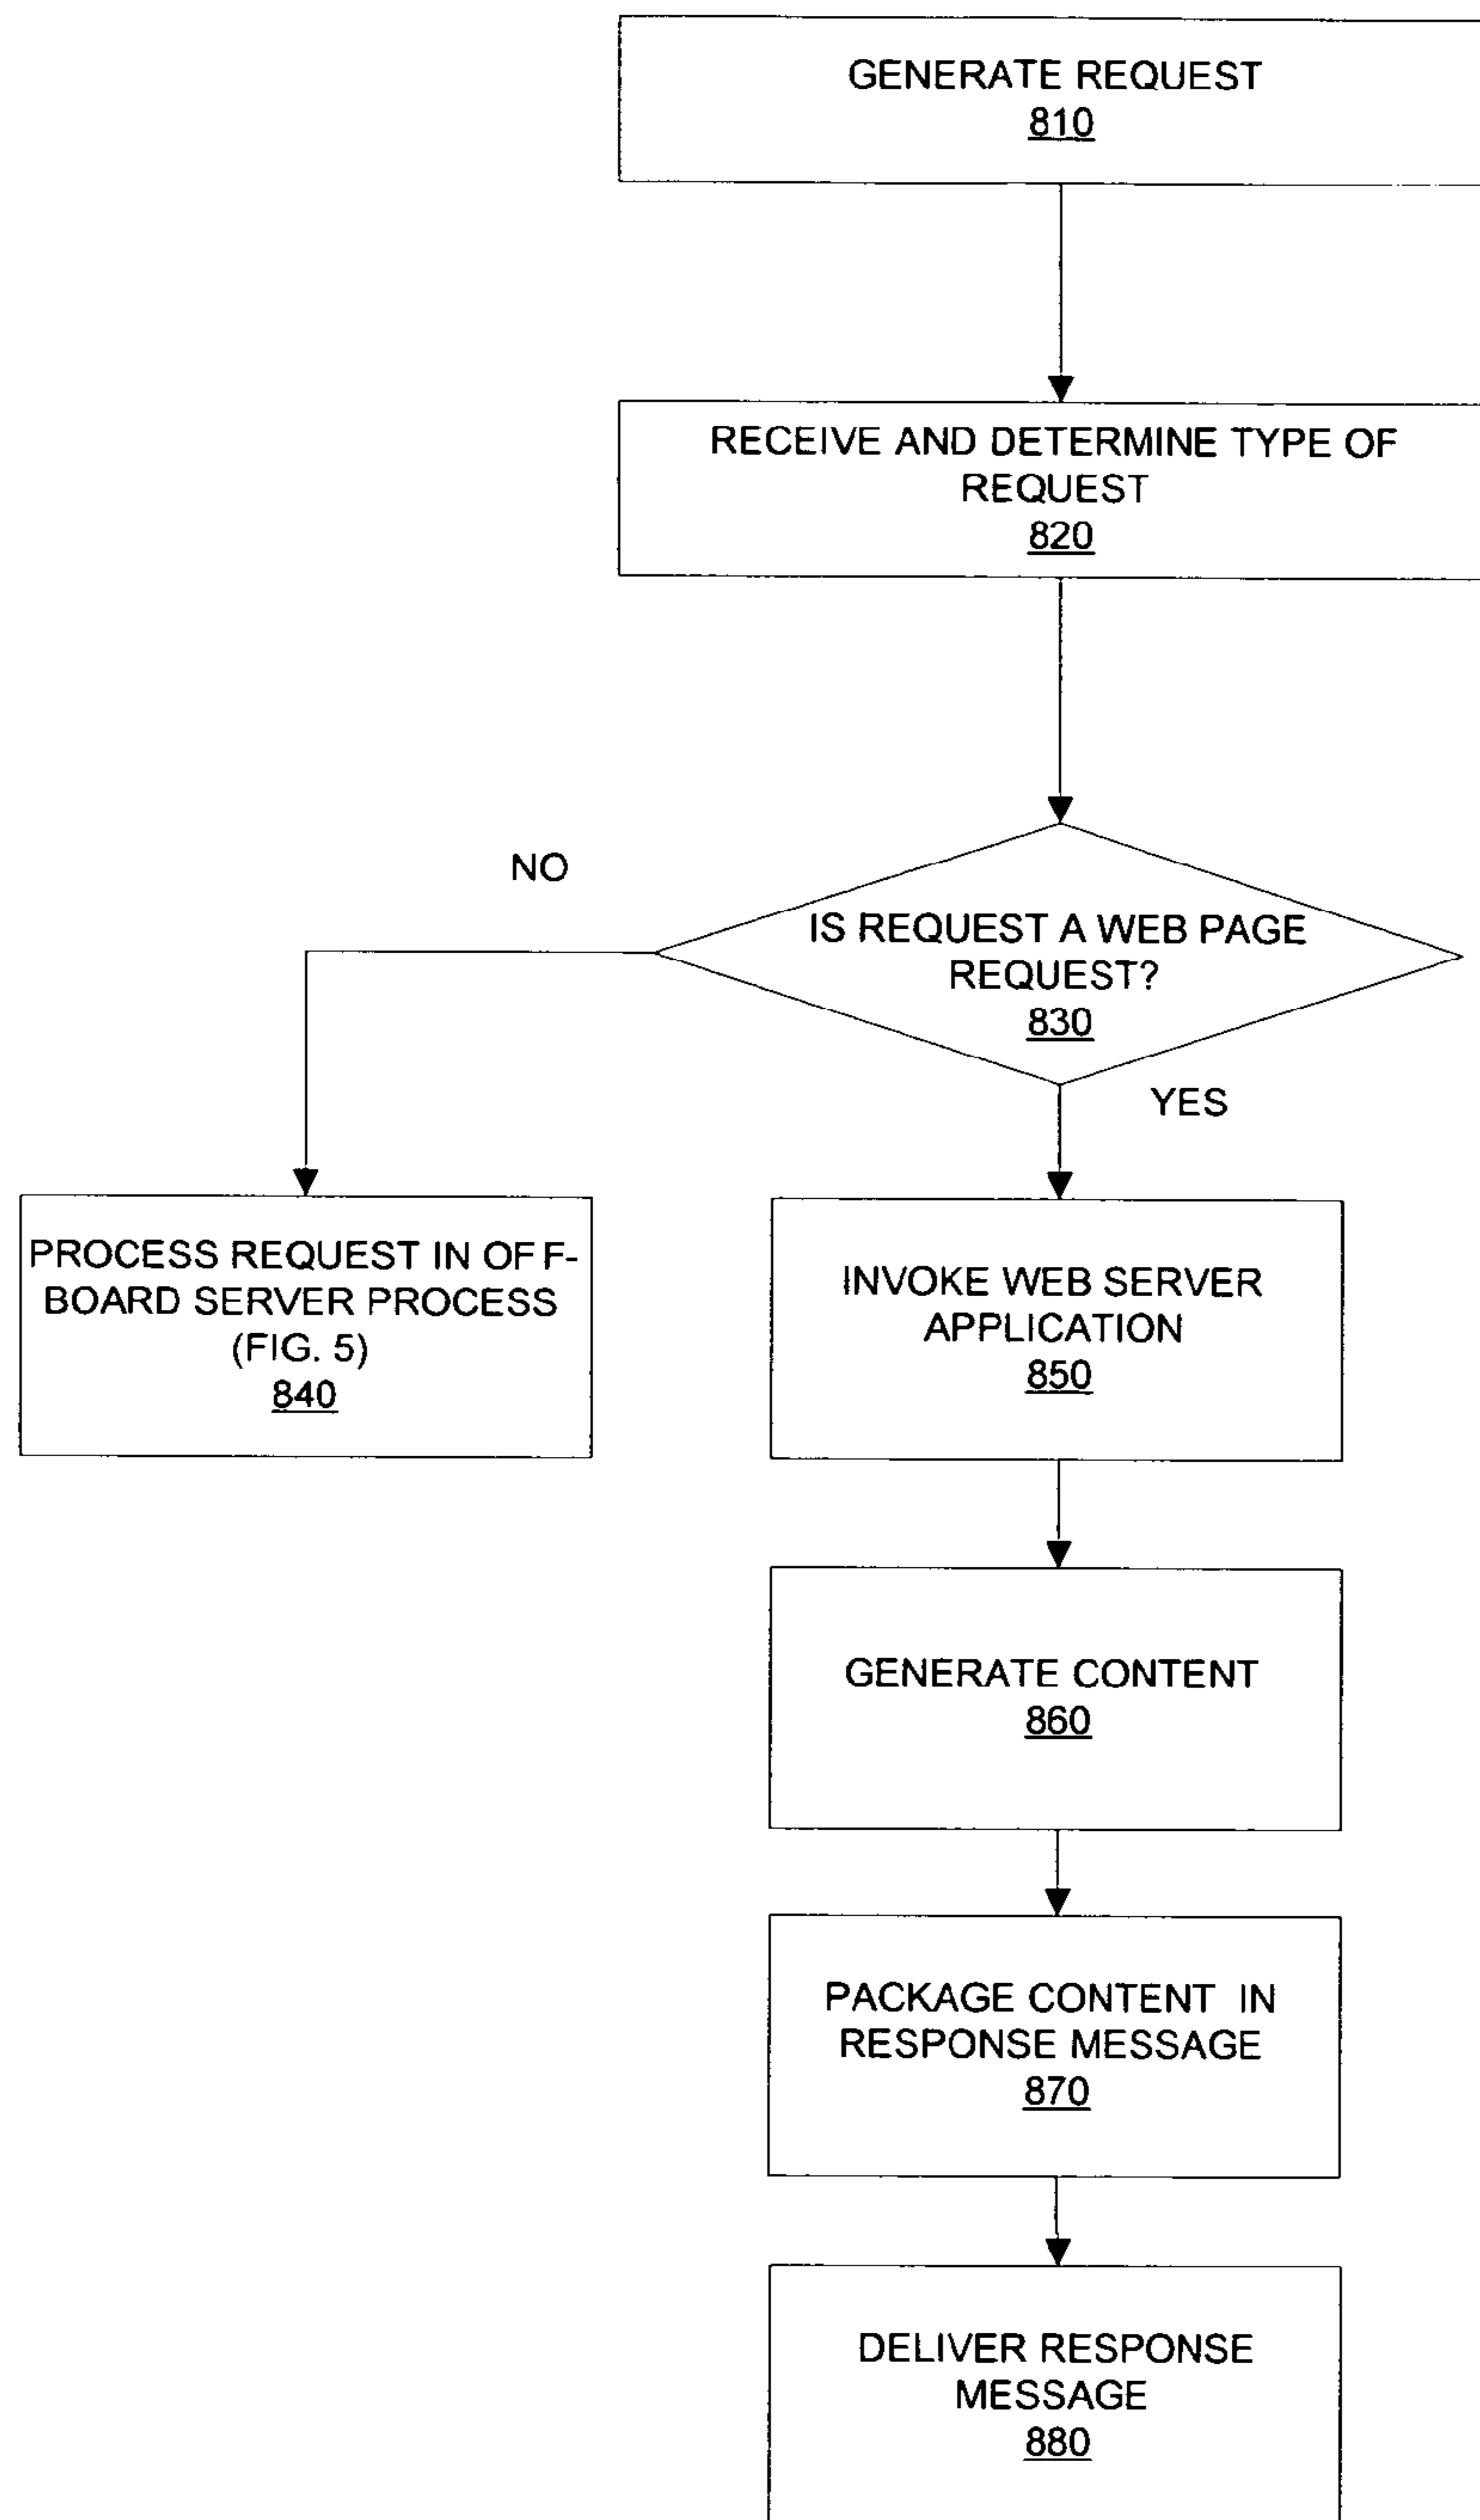 GENERATE REQUEST
810
RECEIVE AND DETERMINE TYPE OF
REQUEST
820
NO
IS REQUEST A WEB PAGE
REQUEST?
830
YES
PROCESS REQUEST IN OFF-
BOARD SERVER PROCESS
(FIG. 5)
840
INVOKE WEB SERVER
APPLICATION
850
GENERATE CONTENT
860
PACKAGE CONTENT IN
RESPONSE MESSAGE
870
DELIVER RESPONSE
MESSAGE
880